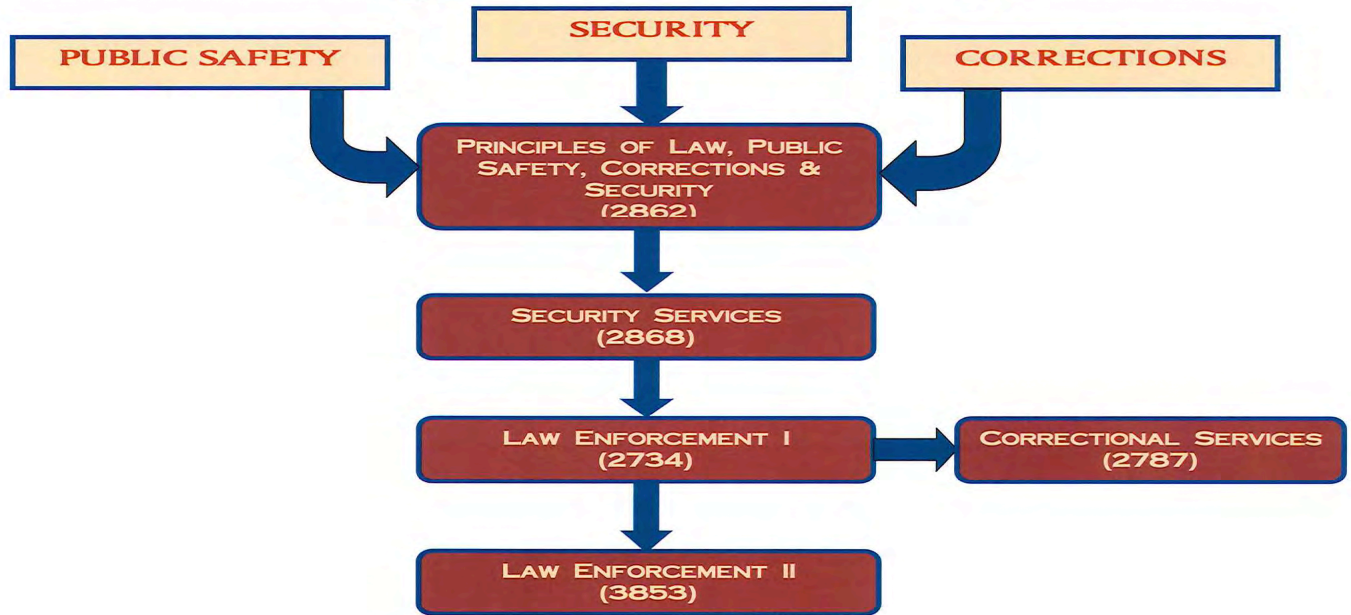 PUBLIC SAFETY
SECURITY
CORRECTIONS
PRINCIPLES OF LAW, PUBLIC
SAFETY, CORRECTIONS &
SECURITY
(2862)
SECURITY SERVICES
(2868)
LAW ENFORCEMENT I
(2734)
CORRECTIONAL SERVICES
(2787)
LAW ENFORCEMENT II
(3853)